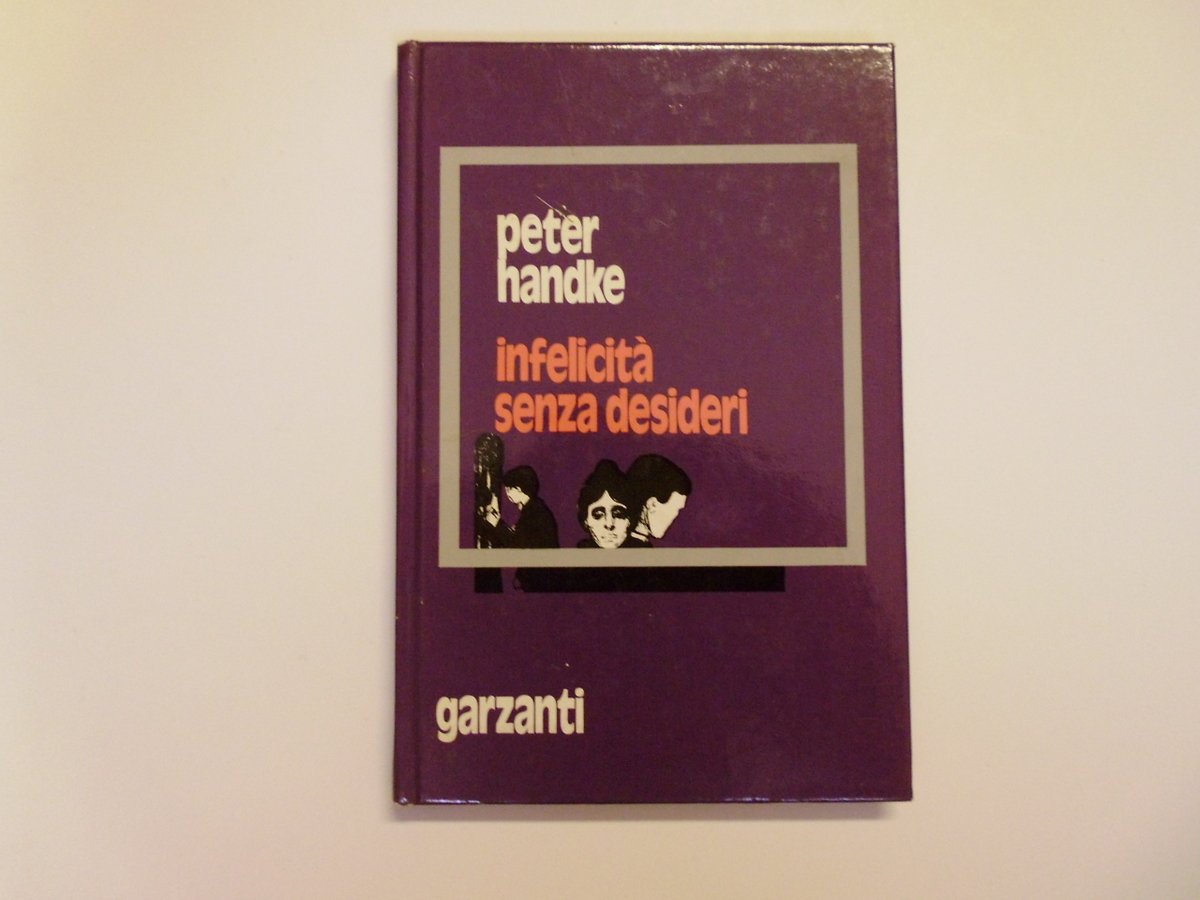 peter
handke
infelicità
senza desideri
garzanti